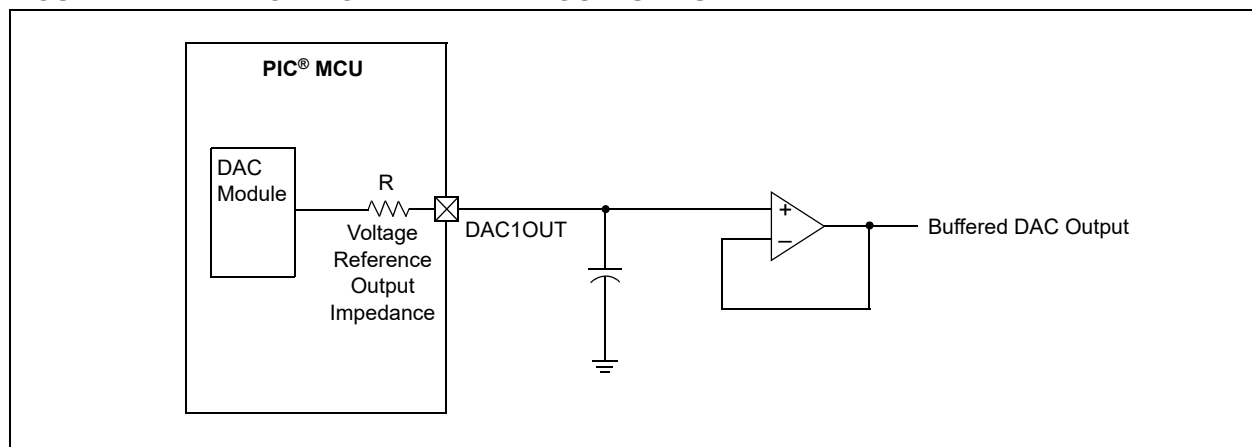 PIC® MCU
DAC
Module
R
Voltage
Reference
Output
Impedance
DAC1OUT
+
–
Buffered DAC Output